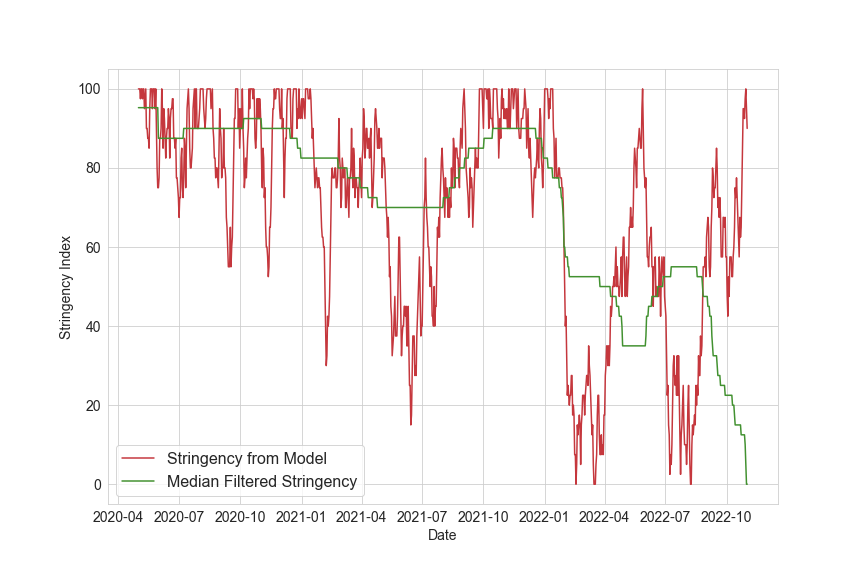 100
80
60
40
20
0
Stringency Index
Stringency from Model
Median Filtered Stringency
2020-04 2020-07 2020-10 2021-01 2021-04 2021-07 2021-10 2022-01 2022-04 2022-07 2022-10
Date